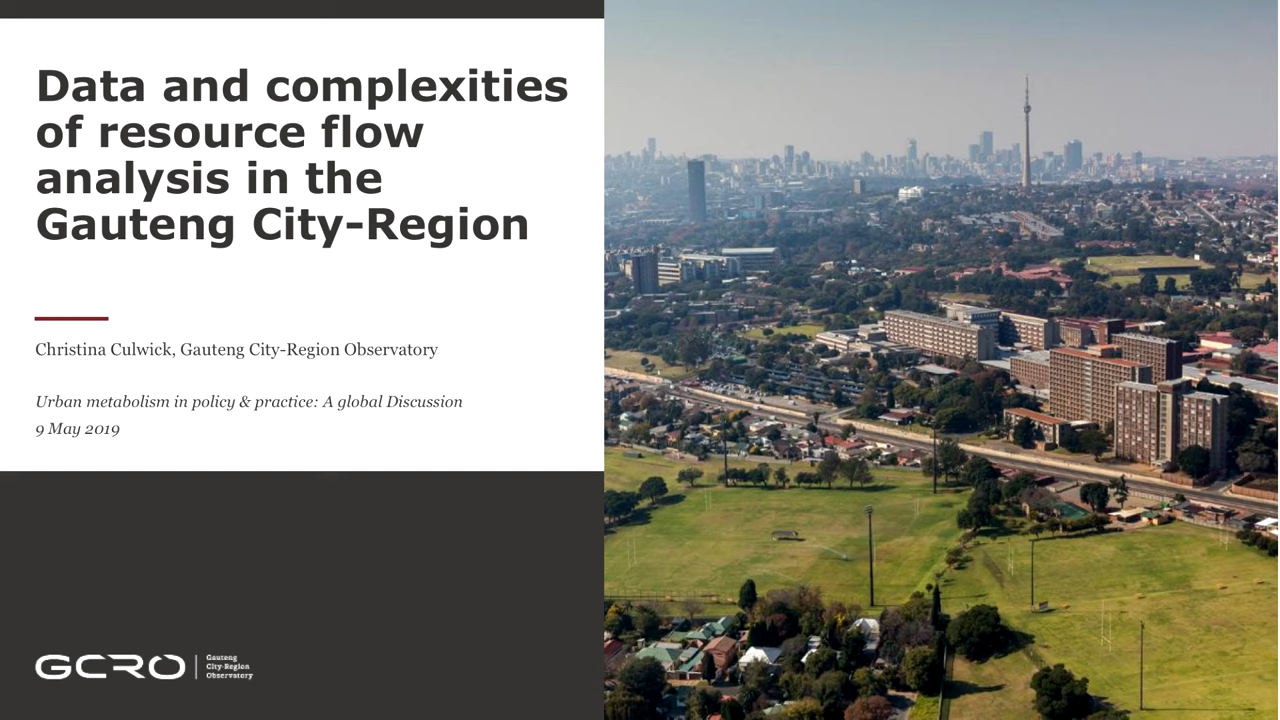 Data and complexities
of resource flow
analysis in the
Gauteng City-Region
Christina Culwick, Gauteng City-Region Observatory
Urban metabolism in policy & practice: A global Discussion
9 May 2019
GCRO
Gauteng
City-Region
Observatory